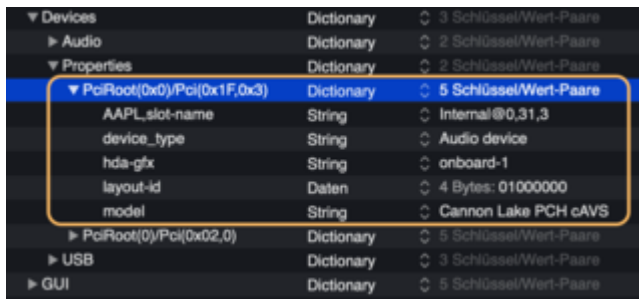 Devices Dictionary 3 Schlüssel/Wert-Paare
Audio Dictionary 2 Schlüssel/Wert-Paare
Properties Dictionary 2 Schlüssel/Wert-Paare
PciRoot(0x0)/Pci(0x1F,0x3) Dictionary 5 Schlüssel/Wert-Paare
AAPL,slot-name String Internal@0,31,3
device_type String Audio device
hda-gfx String onboard-1
layout-id Daten 4 Bytes: 01000000
model String Cannon Lake PCH cAVS
PciRoot(0)/Pci(0x02,0) Dictionary 5 Schlüssel/Wert-Paare
USB Dictionary 3 Schlüssel/Wert-Paare
GUI Dictionary 5 Schlüssel/Wert-Paare